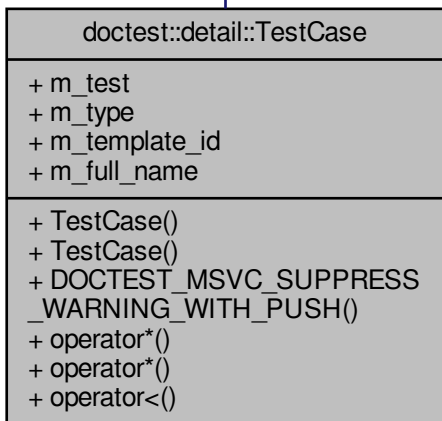 doctest::detail::TestCase
+ m_test
+ m_type
+ m_template_id
+ m_full_name
+ TestCase()
+ TestCase()
+ DOCTEST_MSVC_SUPPRESS
_WARNING_WITH_PUSH()
+ operator*()
+ operator*()
+ operator<()